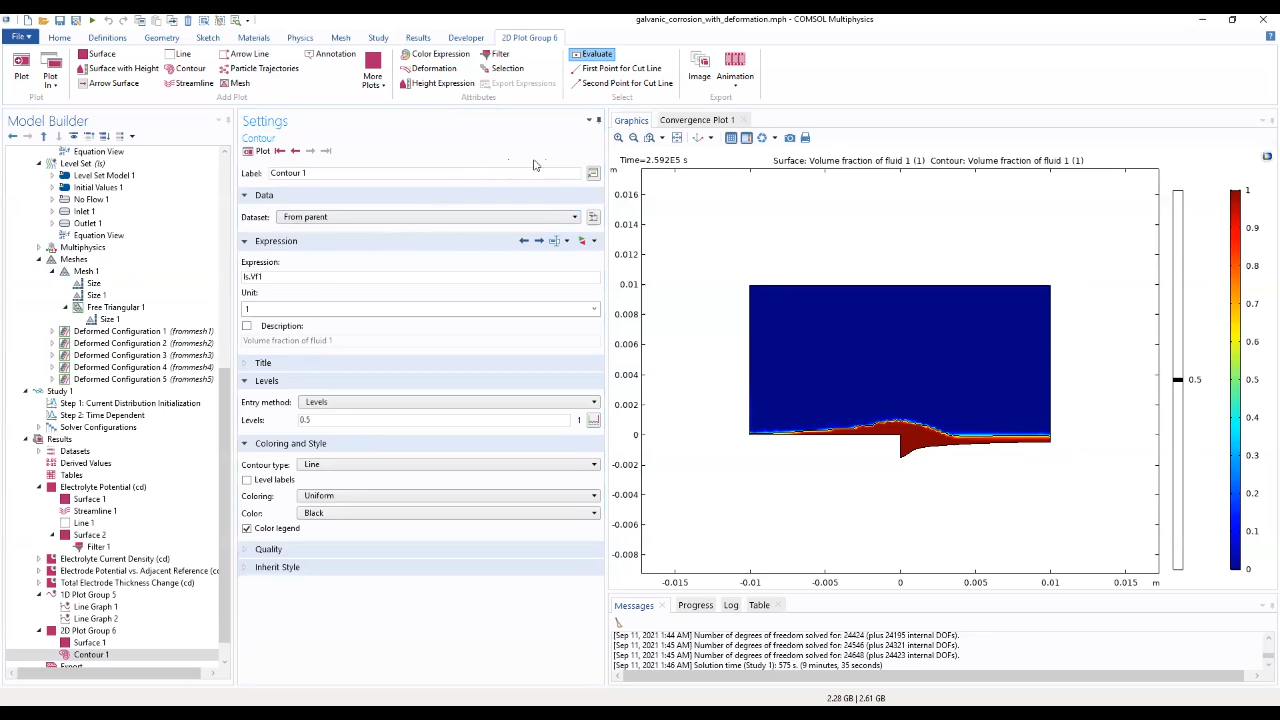 galvanic_corrosion_with_deformation.mph - COMSOL Multiphysics
File
Home
Definitions
Geometry
Sketch
Materials
Physics
Mesh
Study
Results
Developer
2D Plot Group 6
Surface
Line
Arrow Line
Annotation
Color Expression
Filter
Evaluate
Surface with Height
Contour
Particle Trajectories
Deformation
Selection
First Point for Cut Line
Plot
Plot In
Arrow Surface
Streamline
Mesh
More Plots
Height Expression
Export Expressions
Second Point for Cut Line
Image
Animation
Plot
Add Plot
Attributes
Select
Export
Model Builder
Equation View
Level Set (ls)
Level Set Model 1
Initial Values 1
No Flow 1
Inlet 1
Outlet 1
Equation View
Multiphysics
Meshes
Mesh 1
Size
Size 1
Free Triangular 1
Size 1
Deformed Configuration 1 (frommesh1)
Deformed Configuration 2 (frommesh2)
Deformed Configuration 3 (frommesh3)
Deformed Configuration 4 (frommesh4)
Deformed Configuration 5 (frommesh5)
Study 1
Step 1: Current Distribution Initialization
Step 2: Time Dependent
Solver Configurations
Results
Datasets
Derived Values
Tables
Electrolyte Potential (cd)
Surface 1
Streamline 1
Line 1
Surface 2
Filter 1
Electrolyte Current Density (cd)
Electrode Potential vs. Adjacent Reference (cd
Total Electrode Thickness Change (cd)
1D Plot Group 5
Line Graph 1
Line Graph 2
2D Plot Group 6
Surface 1
Contour 1
Export
Settings
Contour
Plot
Label: Contour 1
Data
Dataset: From parent
Expression
Expression:
ls.Vf1
Unit:
1
Description:
Volume fraction of fluid 1
Title
Levels
Entry method: Levels
Levels: 0.5 1
Coloring and Style
Contour type: Line
Level labels
Coloring: Uniform
Color: Black
Color legend
Quality
Inherit Style
Graphics
Convergence Plot 1
Time=2.592E5 s Surface: Volume fraction of fluid 1 (1) Contour: Volume fraction of fluid 1 (1)
m
0.016
0.014
0.012
0.01
0.008
0.006
0.004
0.002
0
-0.002
-0.004
-0.006
-0.008
-0.015 -0.01 -0.005 0 0.005 0.01 0.015 m
0.5
1
0.9
0.8
0.7
0.6
0.5
0.4
0.3
0.2
0.1
0
Messages
Progress
Log
Table
[Sep 11, 2021 1:44 AM] Number of degrees of freedom solved for: 24424 (plus 24195 internal DOFs).
[Sep 11, 2021 1:45 AM] Number of degrees of freedom solved for: 24546 (plus 24321 internal DOFs).
[Sep 11, 2021 1:45 AM] Number of degrees of freedom solved for: 24648 (plus 24423 internal DOFs).
[Sep 11, 2021 1:46 AM] Solution time (Study 1): 575 s. (9 minutes, 35 seconds)
2.28 GB | 2.61 GB